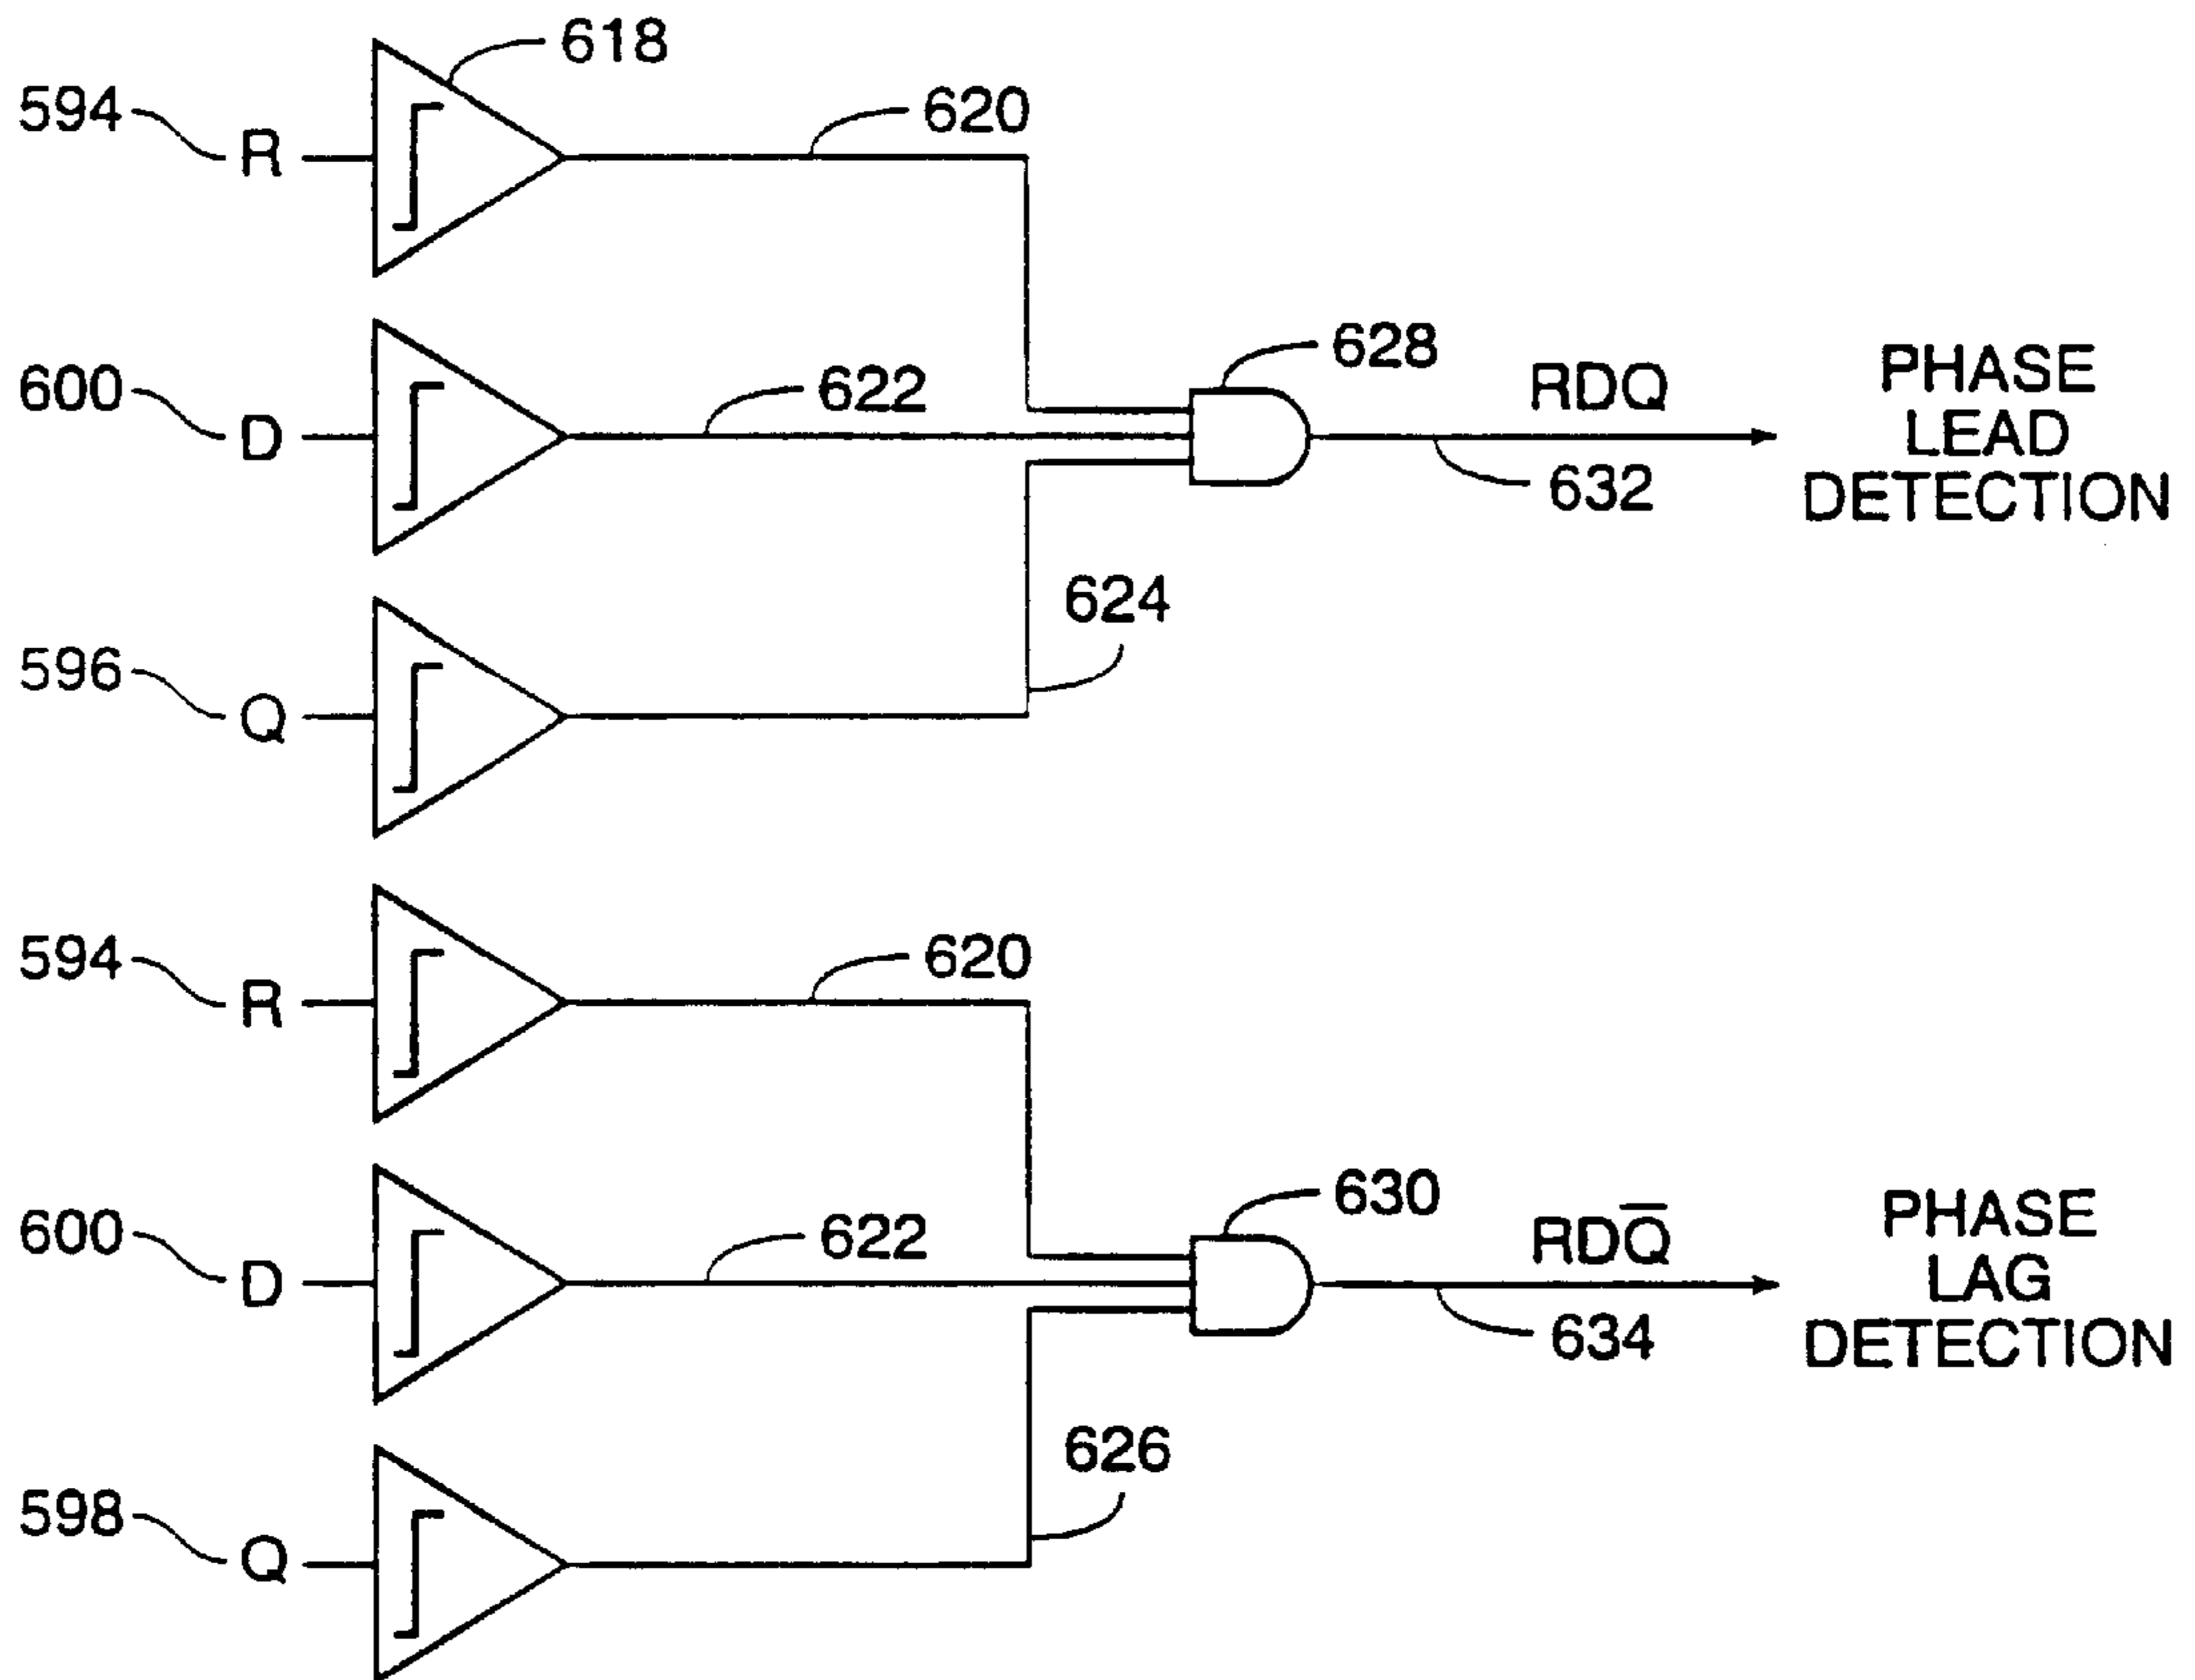 618
594
R
620
600
D
622
628
RDQ
632
PHASE
LEAD
DETECTION
624
596
Q
594
R
620
600
D
622
630
RDQ̅
634
PHASE
LAG
DETECTION
626
598
Q